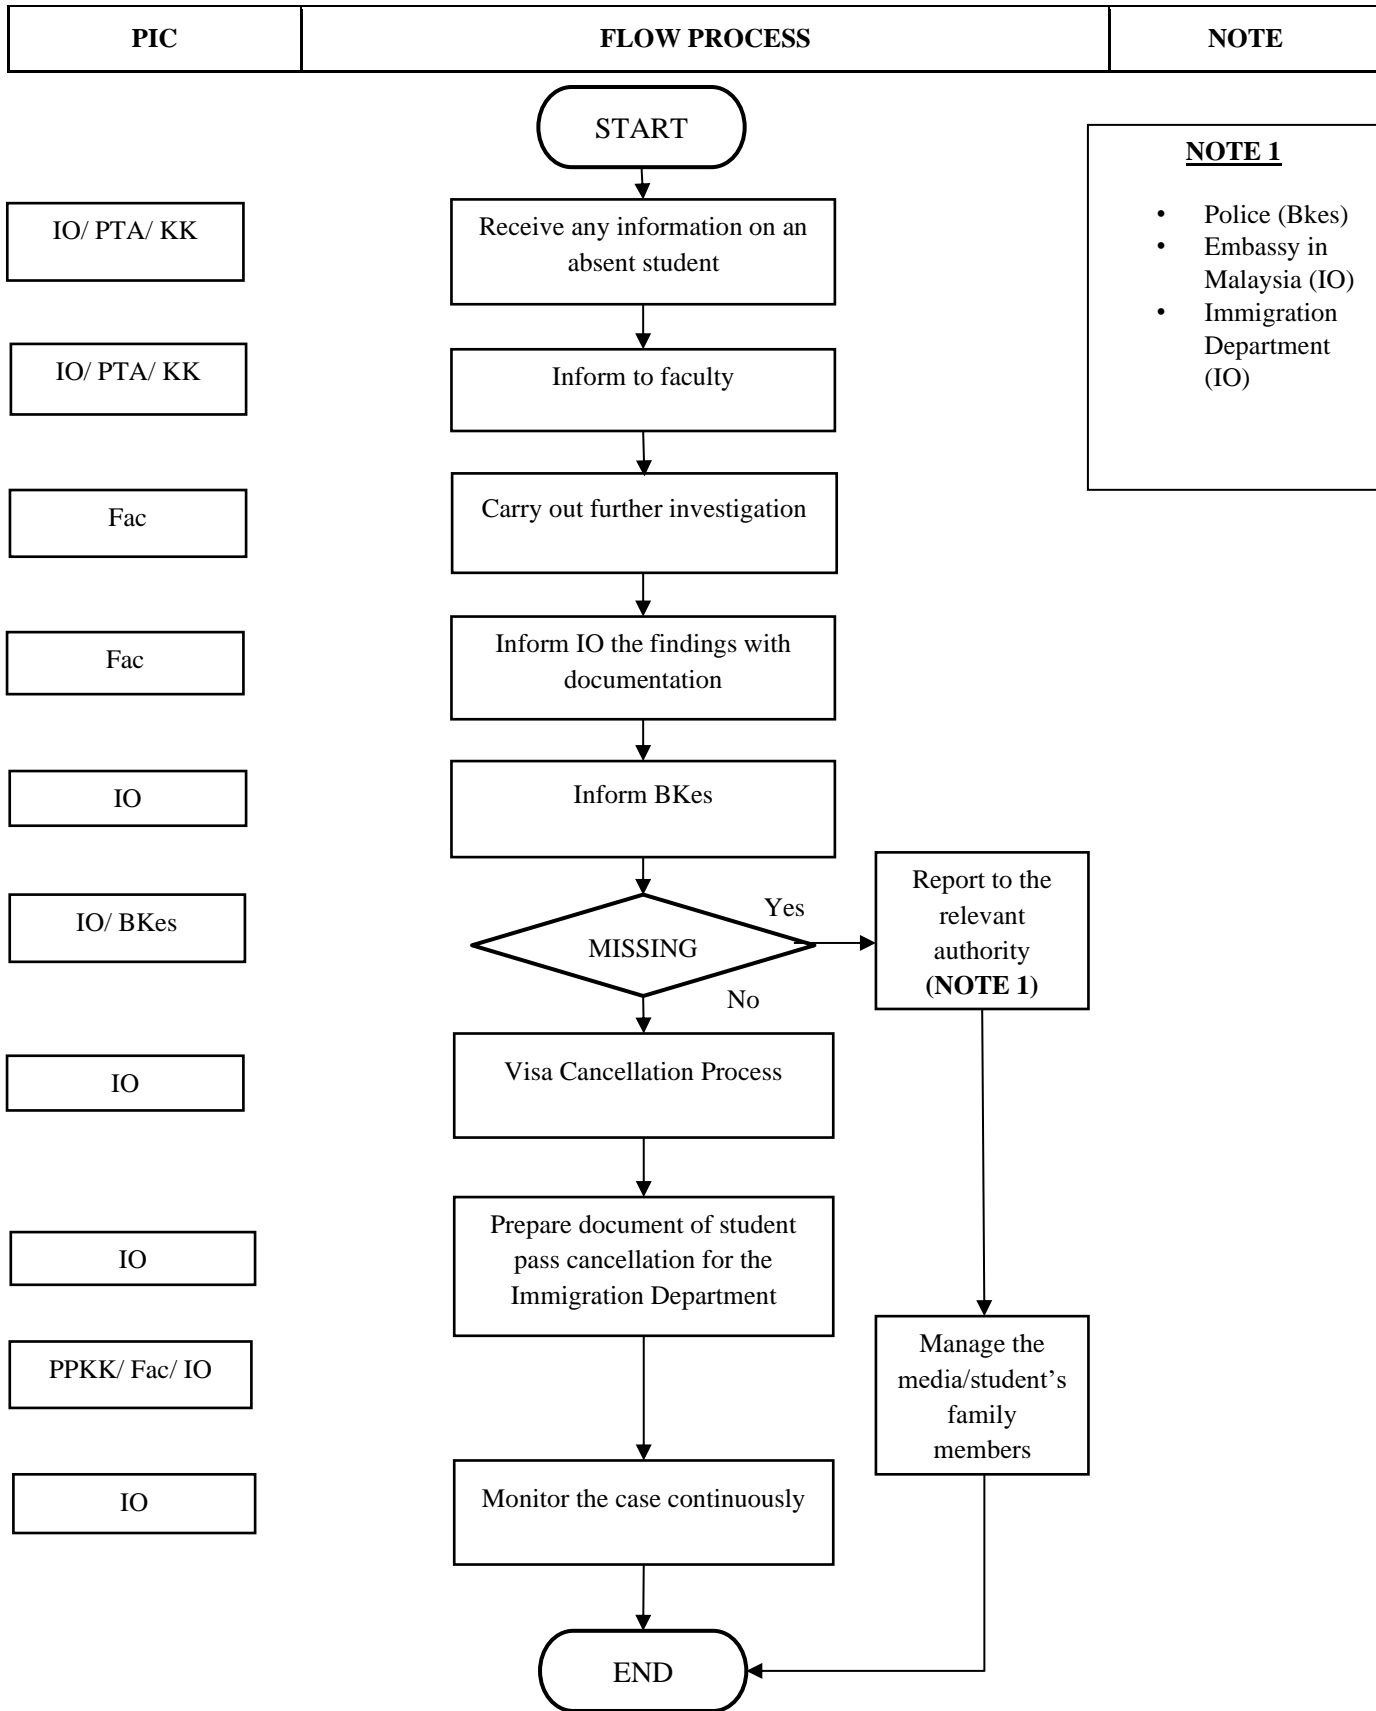 PIC
FLOW PROCESS
NOTE
START
NOTE 1
• Police (Bkes)
• Embassy in
Malaysia (IO)
• Immigration
Department
(IO)
IO/ PTA/ KK
Receive any information on an
absent student
IO/ PTA/ KK
Inform to faculty
Fac
Carry out further investigation
Fac
Inform IO the findings with
documentation
IO
Inform BKes
IO/ BKes
MISSING
Yes
No
Report to the
relevant
authority
(NOTE 1)
IO
Visa Cancellation Process
IO
Prepare document of student
pass cancellation for the
Immigration Department
PPKK/ Fac/ IO
Manage the
media/student’s
family
members
IO
Monitor the case continuously
END